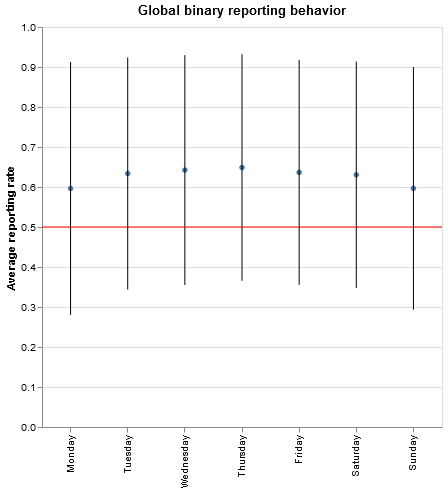 Global binary reporting behavior
Average reporting rate
1.0
0.9
0.8
0.7
0.6
0.5
0.4
0.3
0.2
0.1
0.0
Monday
Tuesday
Wednesday
Thursday
Friday
Saturday
Sunday